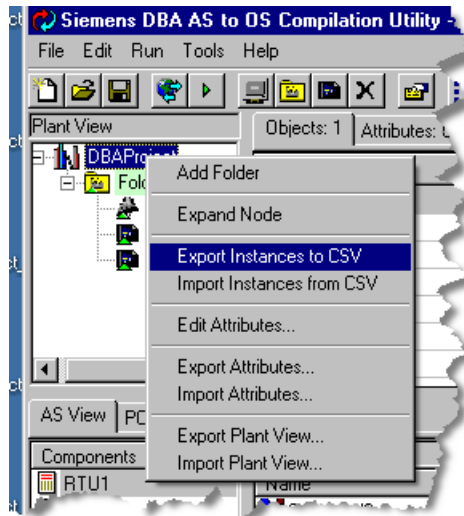 Siemens DBA AS to OS Compilation Utility -
File Edit Run Tools Help
Plant View
Objects: 1 Attributes:
DBAProject
Add Folder
Expand Node
Export Instances to CSV
Import Instances from CSV
Edit Attributes...
Export Attributes...
Import Attributes...
Export Plant View...
Import Plant View...
AS View
Components
RTU1
Name